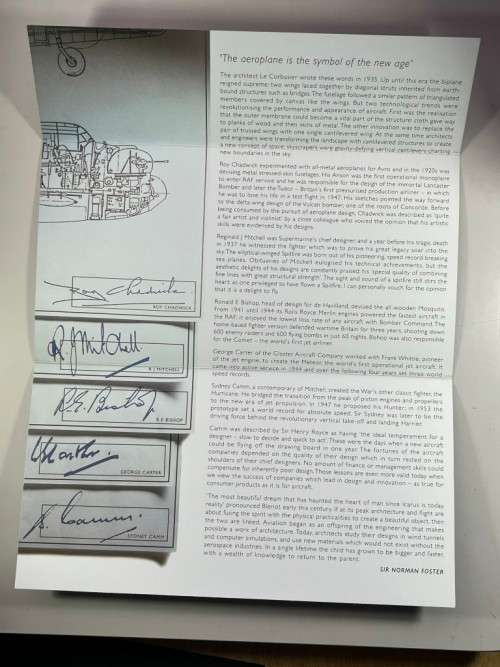 'The aeroplane is the symbol of the new age'
The architect Le Corbusier wrote these words in 1935. Up until this era the biplane
reigned supreme: two wings laced together by diagonal struts inherited from earth-
bound structures such as bridges. The fuselage followed a similar pattern of triangulated
members covered by canvas like the wings. But two technological trends were
revolutionising the performance and appearance of aircraft. First was the realisation
that the outer membrane could become a vital part of the structure: cloth gave way
to planks of wood and then skins of metal. The other innovation was to replace the
pair of trussed wings with one single cantilevered wing. At the same time architects
and engineers were transforming the landscape with cantilevered structures to create
a new concept of space; skyscrapers were gravity-defying vertical cantilevers charting
new boundaries in the sky.
Roy Chadwick experimented with all-metal aeroplanes for Avro and in the 1920s was
devising metal stressed-skin fuselages. His Anson was the first operational monoplane
to enter RAF service and he was responsible for the design of the immortal Lancaster
Bomber and later the Tudor – Britain's first pressurised production airliner – in which
he was to lose his life in a test flight in 1947. His sketches pointed the way forward
to the delta wing design of the Vulcan bomber; one of the roots of Concorde. Before
being consumed by the pursuit of aeroplane design, Chadwick was described as 'quite
a fair artist and violinist' by a close colleague who voiced the opinion that his artistic
skills were evidenced by his designs.
Reginald J Mitchell was Supermarine's chief designer and a year before his tragic death
in 1937 he witnessed the fighter which was to prove his great legacy soar into the
sky. The elliptical-winged Spitfire was born out of his pioneering, speed record breaking
sea planes. Obituaries of Mitchell eulogised his technical achievements, but the
aesthetic delights of his designs are constantly praised: his 'special quality of combining
fine lines with great structural strength'. The sight and sound of a spitfire still stirs the
heart as one privileged to have flown a Spitfire, I can personally vouch for the opinion
that it is a delight to fly.
Ronald E Bishop, head of design for de Havilland, devised the all-wooden Mosquito.
From 1941 until 1944 its Rolls Royce Merlin engines powered the fastest aircraft in
the RAF; it enjoyed the lowest loss rate of any aircraft with Bomber Command. The
home-based fighter version defended wartime Britain for three years, shooting down
600 enemy raiders and 600 flying bombs in just 60 nights. Bishop was also responsible
for the Comet – the world's first jet airliner.
George Carter of the Gloster Aircraft Company worked with Frank Whittle, pioneer
of the jet engine, to create the Meteor, the world's first operational jet aircraft. It
came into active service in 1944 and over the following four years set three world
speed records.
Sydney Camm, a contemporary of Mitchell, created the War's other classic fighter, the
Hurricane. He bridged the transition from the peak of piston engines and propellers
to the new era of jet propulsion. In 1947 he proposed his Hunter; in 1953 the
prototype set a world record for absolute speed. Sir Sydney was later to be the
driving force behind the revolutionary vertical take-off and landing Harrier.
Camm was described by Sir Henry Royce as having 'the ideal temperament for a
designer – slow to decide and quick to act'. These were the days when a new aircraft
could be flying off the drawing board in one year. The fortunes of the aircraft
companies depended on the quality of their design which in turn rested on the
shoulders of their chief designers. No amount of finance or management skills could
compensate for inherently poor design. Those lessons are even more valid today when
we view the success of companies which lead in design and innovation – as true for
consumer products as it is for aircraft.
'The most beautiful dream that has haunted the heart of man since Icarus is today
reality' pronounced Blériot early this century. If at its peak architecture and flight are
about fusing the spirit with the physical practicalities to create a beautiful object, then
the two are linked. Aviation began as an offspring of the engineering that makes
possible a work of architecture. Today, architects study their designs in wind tunnels
and computer simulations, and use new materials which would not exist without the
aerospace industries. In a single lifetime the child has grown to be bigger and faster,
with a wealth of knowledge to return to the parent.
SIR NORMAN FOSTER
Roy Chadwick
ROY CHADWICK
R.J. Mitchell
R J MITCHELL
R.E. Bishop
R E BISHOP
GEORGE CARTER
S. Camm
SYDNEY CAMM